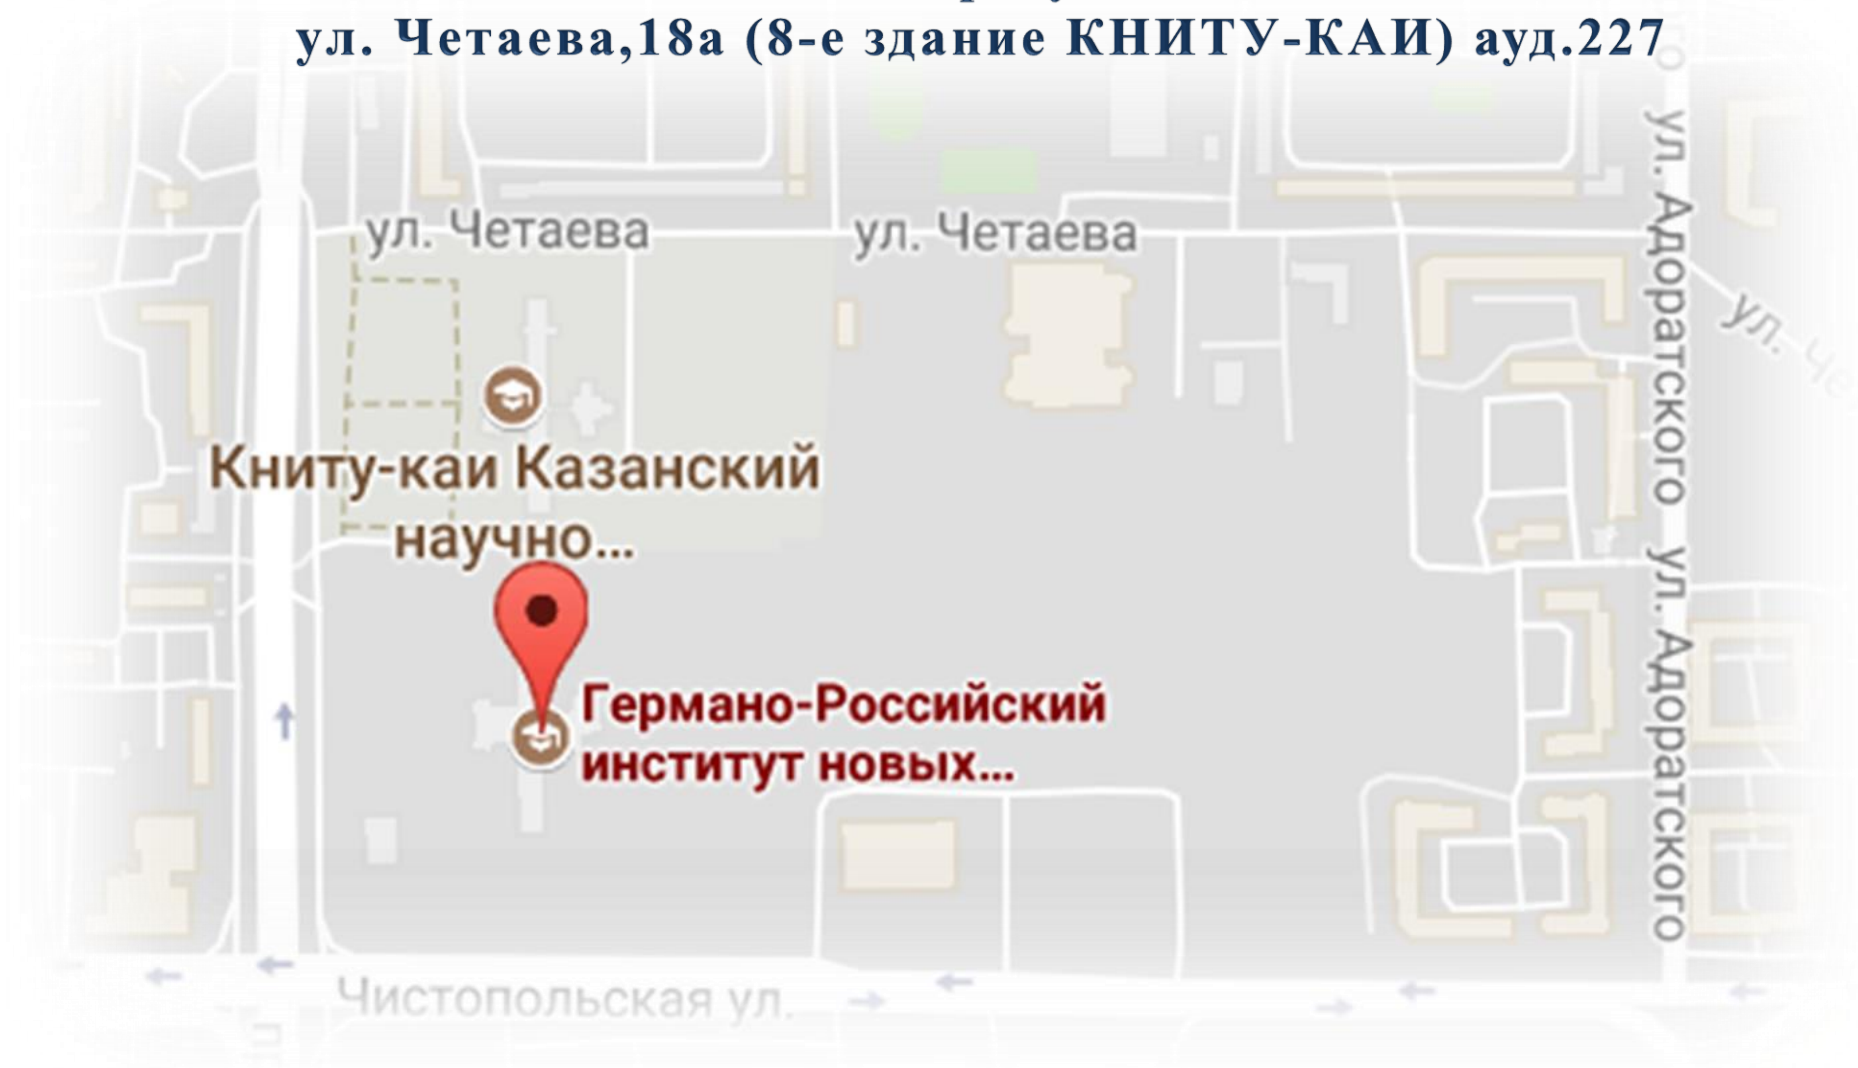 ул. Четаева,18а (8-е здание КНИТУ-КАИ) ауд.227
ул. Четаева
ул. Четаева
ул. Адоратского
ул.
Книту-каи Казанский
научно...
ул. Адоратского
Германо-Российский
институт новых...
Чистопольская ул.